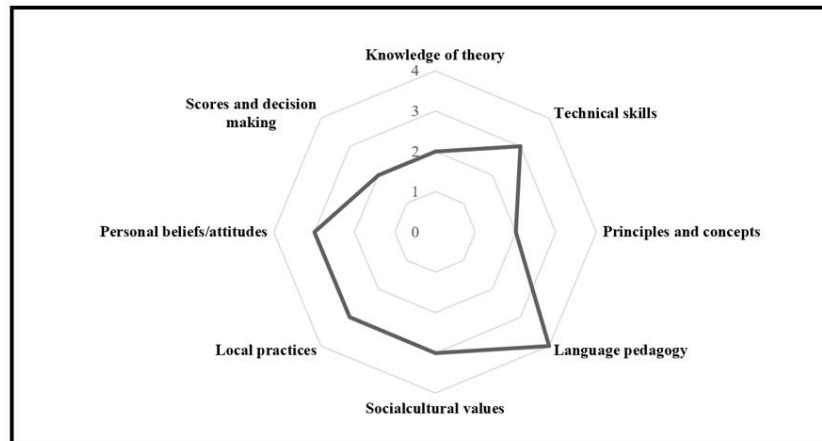 Knowledge of theory
4
Scores and decision
making
Technical skills
3
2
1
Personal beliefs/attitudes
0
Principles and concepts
Local practices
Language pedagogy
Socialcultural values